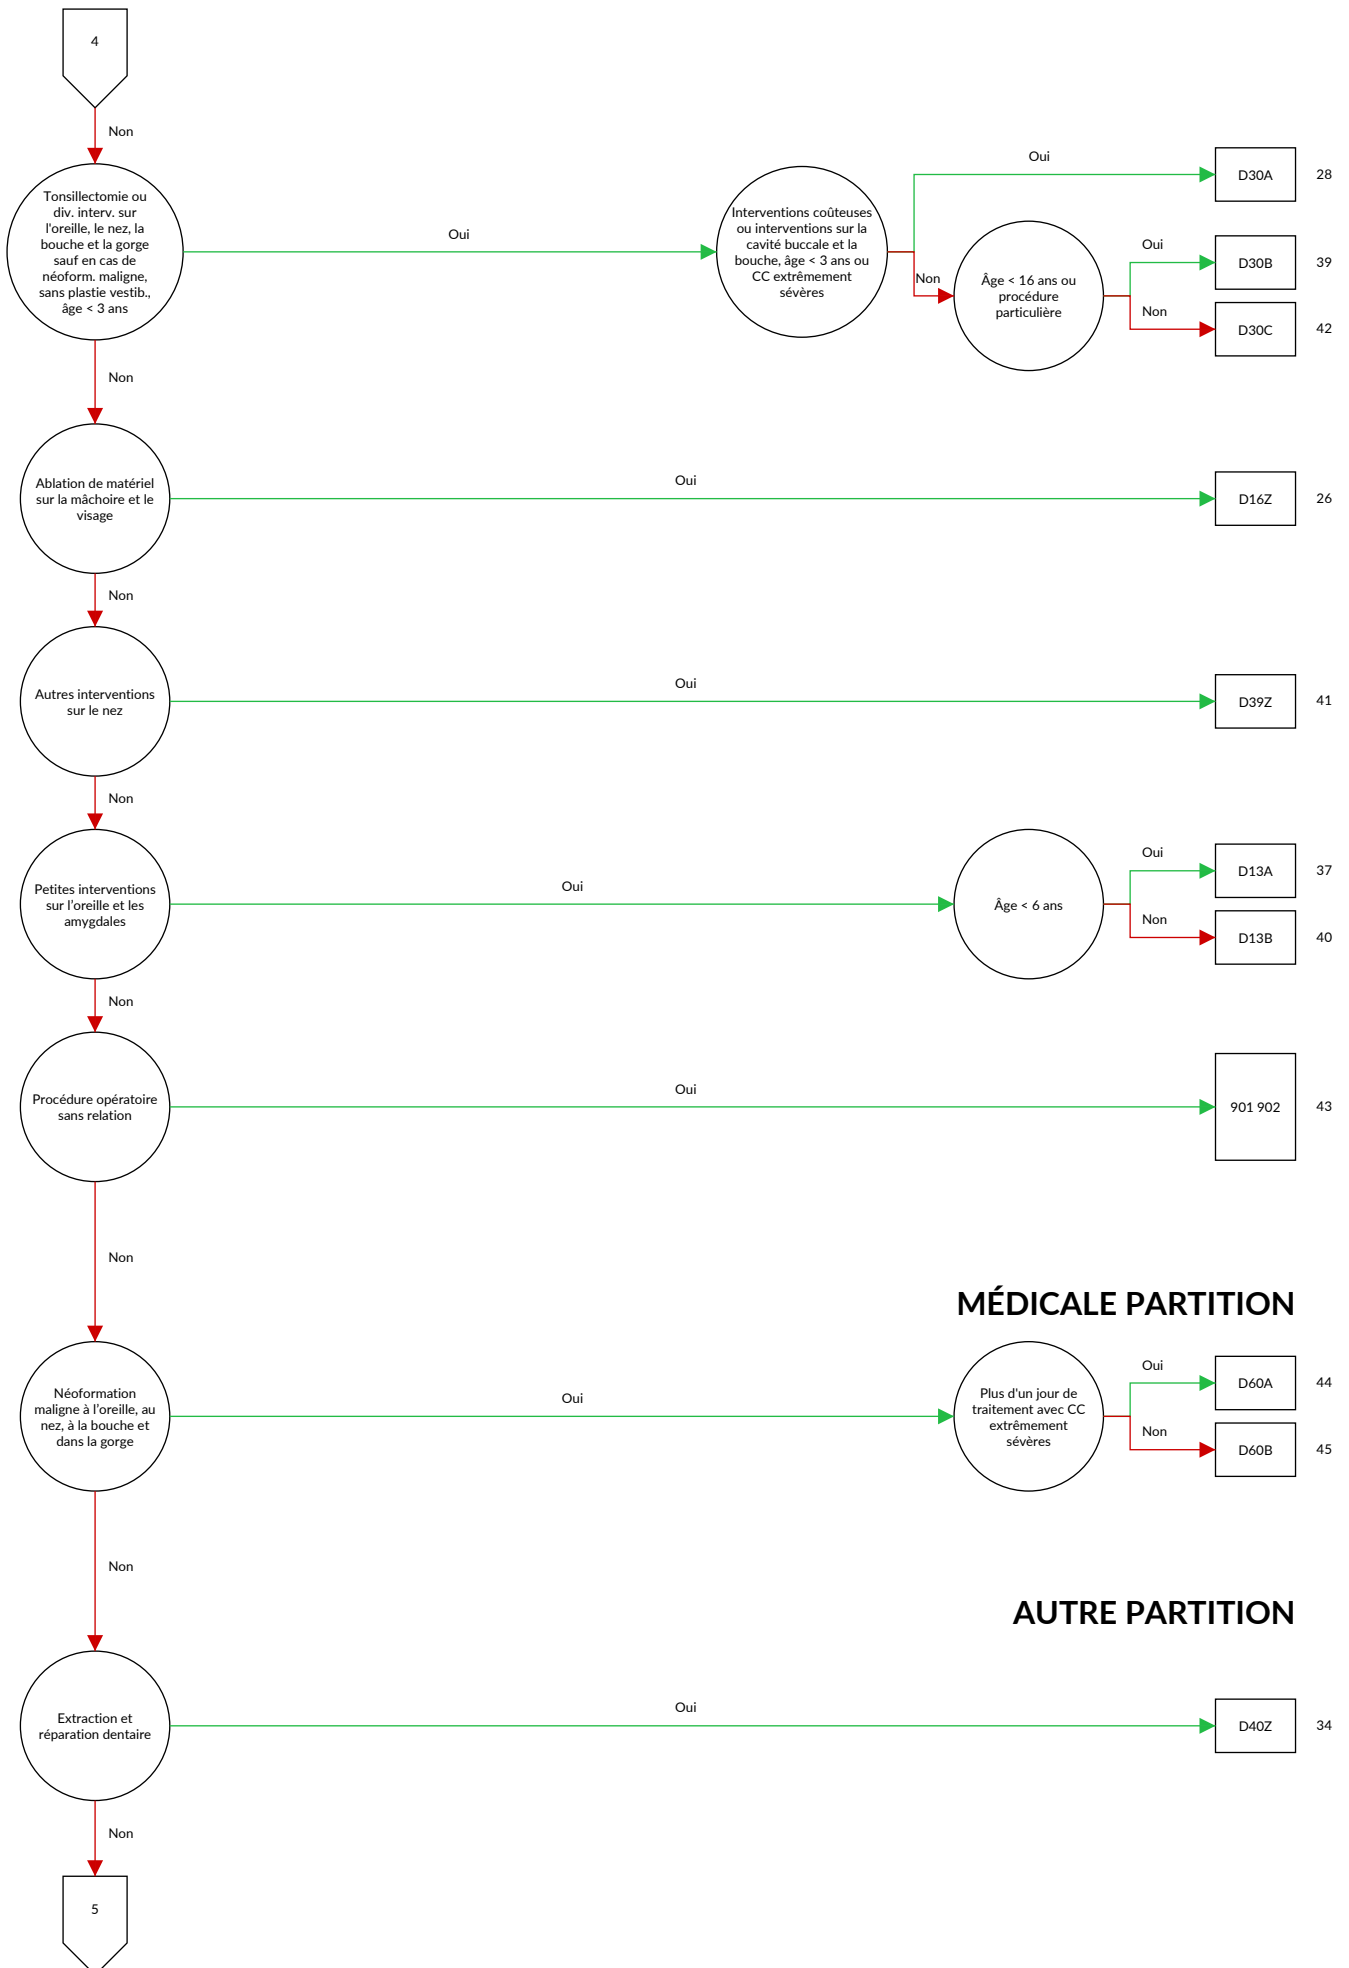 4
Non
Tonsillectomie ou
div. interv. sur
l'oreille, le nez, la
bouche et la gorge
sauf en cas de
néoform. maligne,
sans plastie vestib.,
âge < 3 ans
Oui
Interventions coûteuses
ou interventions sur la
cavité buccale et la
bouche, âge < 3 ans ou
CC extrêmement
sévères
Oui
D30A
28
Non
Âge < 16 ans ou
procédure
particulière
Oui
D30B
39
Non
D30C
42
Non
Ablation de matériel
sur la mâchoire et le
visage
Oui
D16Z
26
Non
Autres interventions
sur le nez
Oui
D39Z
41
Non
Petites interventions
sur l’oreille et les
amygdales
Oui
Âge < 6 ans
Oui
D13A
37
Non
D13B
40
Non
Procédure opératoire
sans relation
Oui
901 902
43
Non
MÉDICALE PARTITION
Néoformation
maligne à l’oreille, au
nez, à la bouche et
dans la gorge
Oui
Plus d'un jour de
traitement avec CC
extrêmement
sévères
Oui
D60A
44
Non
D60B
45
Non
AUTRE PARTITION
Extraction et
réparation dentaire
Oui
D40Z
34
Non
5